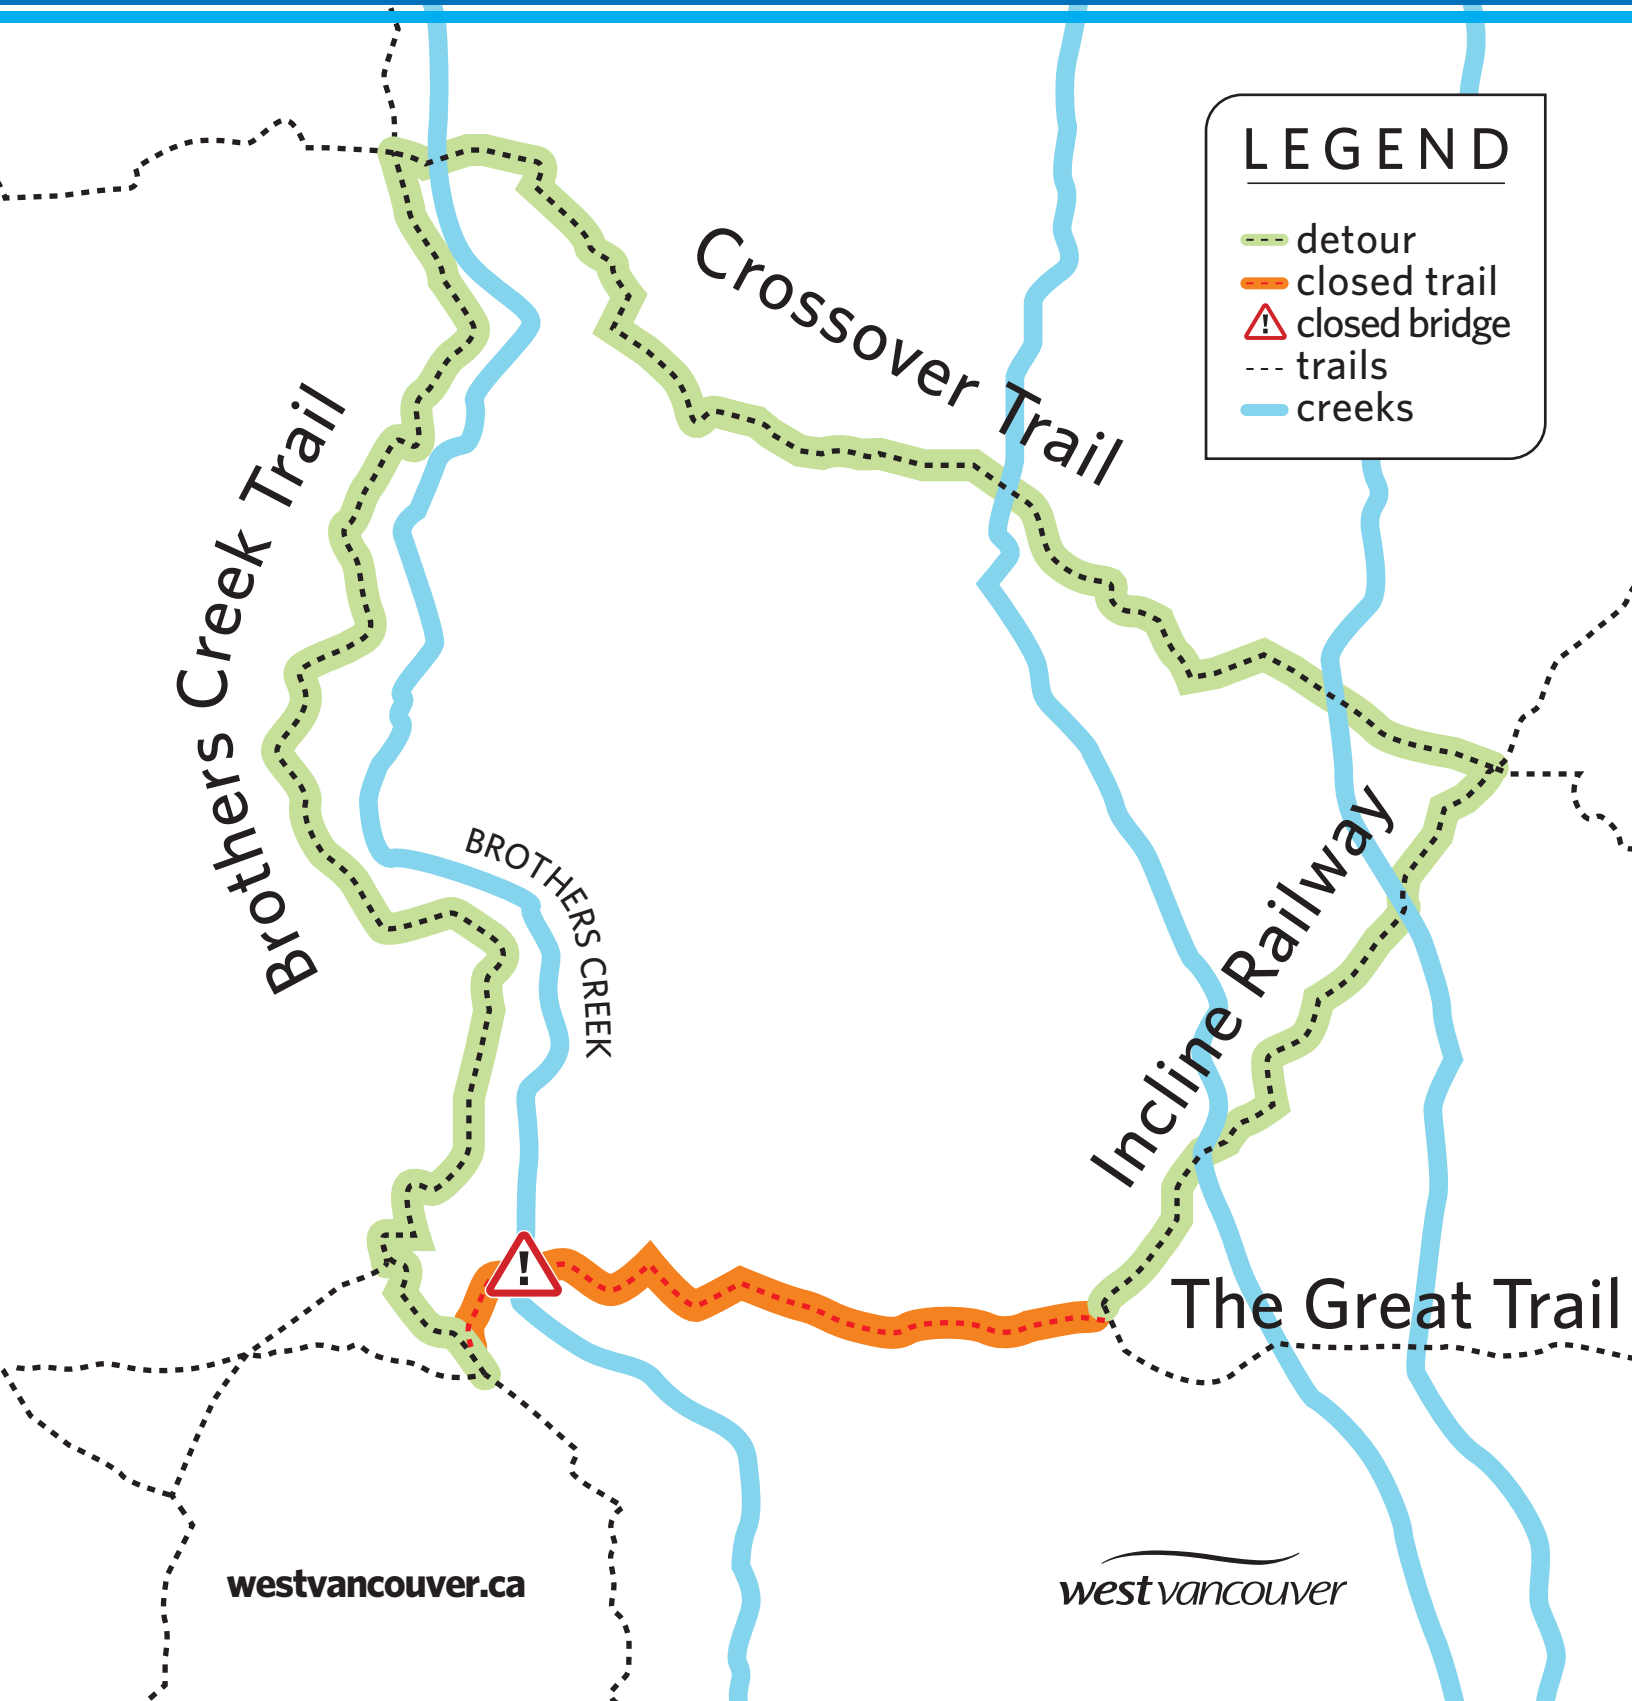 LEGEND
detour
closed trail
closed bridge
trails
creeks
Crossover Trail
Brothers Creek Trail
BROTHERS CREEK
Incline Railway
!
The Great Trail
westvancouver.ca
westvancouver